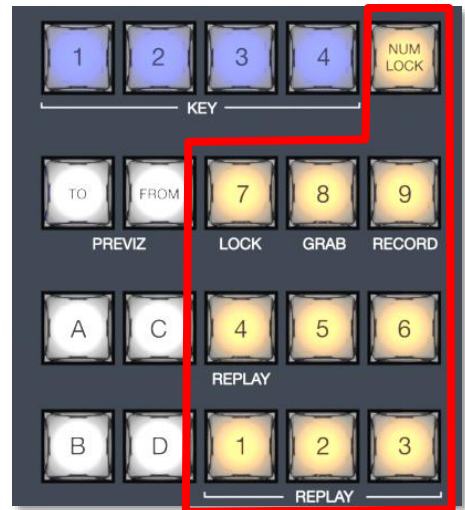 1 2 3 4 NUM LOCK
KEY
TO FROM 7 8 9
PREVIZ LOCK GRAB RECORD
A C 4 5 6
REPLAY
B D 1 2 3
REPLAY